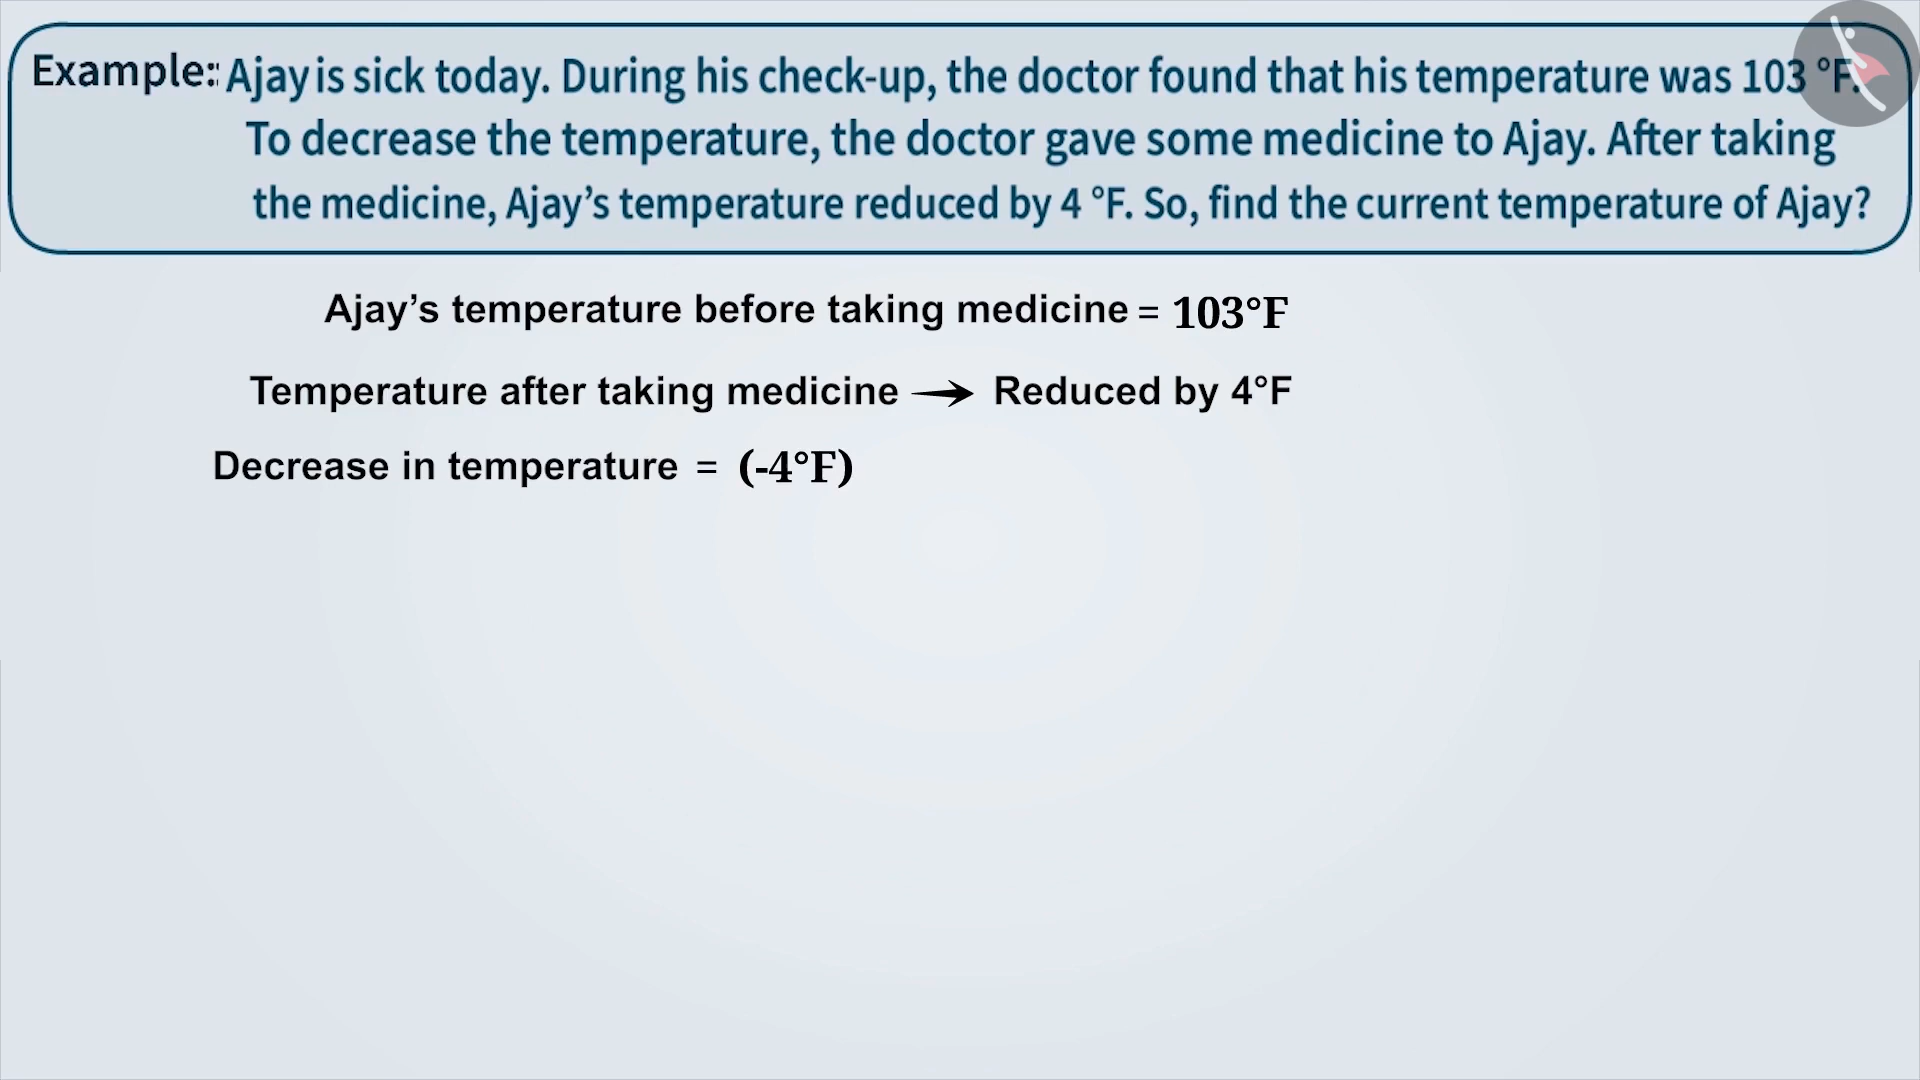 Example:: Ajay is sick today. During his check-up, the doctor found that his temperature was 103 °F.
To decrease the temperature, the doctor gave some medicine to Ajay. After taking
the medicine, Ajay’s temperature reduced by 4 °F. So, find the current temperature of Ajay?
Ajay’s temperature before taking medicine = 103°F
Temperature after taking medicine → Reduced by 4°F
Decrease in temperature = (-4°F)